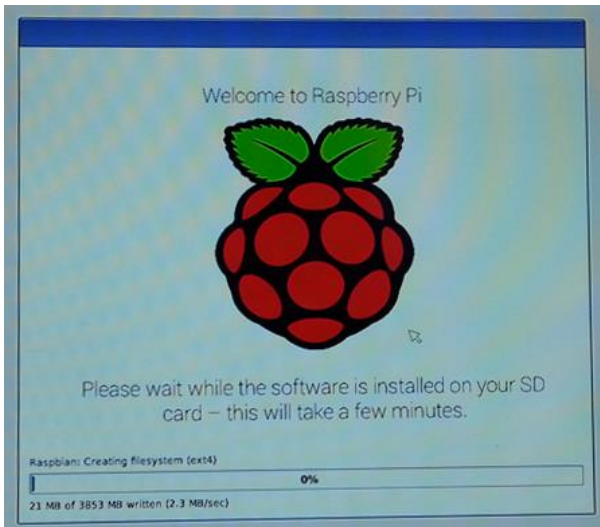 Welcome to Raspberry Pi
Please wait while the software is installed on your SD
card – this will take a few minutes.
Raspbian: Creating filesystem (ext4)
0%
21 MB of 3853 MB written (2.3 MB/sec)